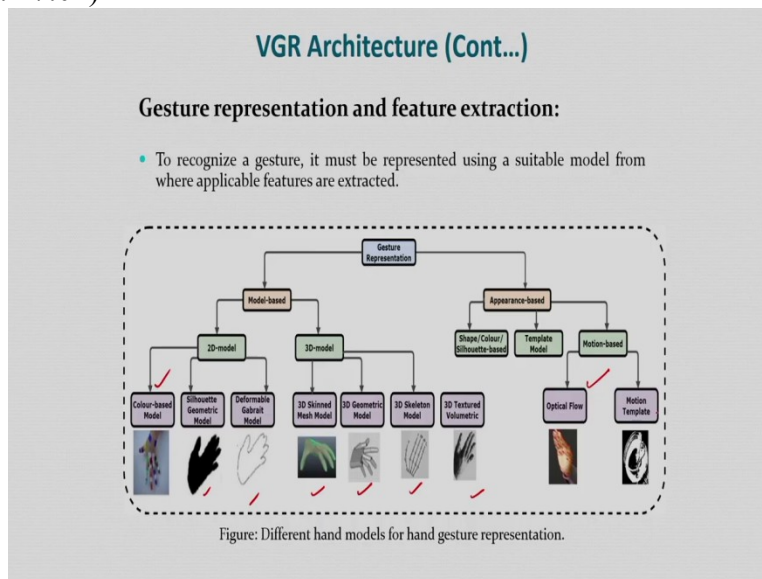 VGR Architecture (Cont...)
Gesture representation and feature extraction:
• To recognize a gesture, it must be represented using a suitable model from
where applicable features are extracted.
Gesture
Representation
Model-based
Appearance-based
2D-model
3D-model
Shape/Colour/
Silhouette-based
Template
Model
Motion-based
Colour-based
Model
Silhouette
Geometric
Model
Deformable
Gabrait
Model
3D Skinned
Mesh Model
3D Geometric
Model
3D Skeleton
Model
3D Textured
Volumetric
Optical Flow
Motion
Template
Figure: Different hand models for hand gesture representation.